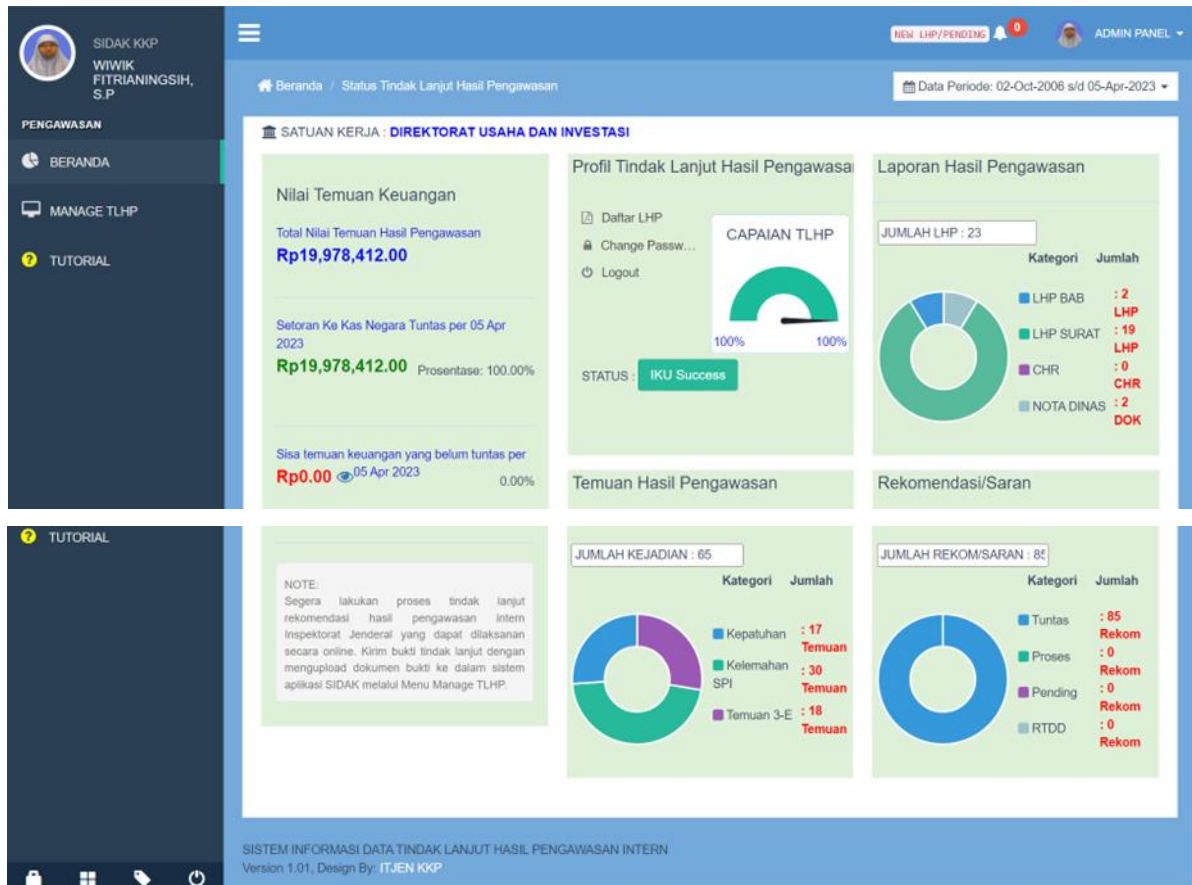 SIDAK KKP
WIWIK
FITRIANINGSIH,
S.P
PENGAWASAN
BERANDA
MANAGE TLHP
? TUTORIAL
NEW LHP/PENDING 0
ADMIN PANEL
Beranda / Status Tindak Lanjut Hasil Pengawasan
Data Periode: 02-Oct-2006 s/d 05-Apr-2023
SATUAN KERJA : DIREKTORAT USAHA DAN INVESTASI
Nilai Temuan Keuangan
Total Nilai Temuan Hasil Pengawasan
Rp19,978,412.00
Setoran Ke Kas Negara Tuntas per 05 Apr
2023
Rp19,978,412.00 Prosentase: 100.00%
Sisa temuan keuangan yang belum tuntas per
Rp0.00 05 Apr 2023 0.00%
Profil Tindak Lanjut Hasil Pengawasa
Daftar LHP
Change Passw...
Logout
CAPAIAN TLHP
100% 100%
STATUS : IKU Success
Laporan Hasil Pengawasan
JUMLAH LHP : 23
Kategori Jumlah
LHP BAB : 2
LHP
LHP SURAT : 19
LHP
CHR : 0
CHR
NOTA DINAS : 2
DOK
Temuan Hasil Pengawasan
Rekomendasi/Saran
? TUTORIAL
NOTE:
Segera lakukan proses tindak lanjut
rekomendasi hasil pengawasan intern
Inspektorat Jenderal yang dapat dilaksanan
secara online. Kirim bukti tindak lanjut dengan
mengupload dokumen bukti ke dalam sistem
aplikasi SIDAK melalui Menu Manage TLHP.
JUMLAH KEJADIAN : 65
Kategori Jumlah
Kepatuhan : 17
Temuan
Kelemahan : 30
SPI Temuan
Temuan 3-E : 18
Temuan
JUMLAH REKOM/SARAN : 85
Kategori Jumlah
Tuntas : 85
Rekom
Proses : 0
Rekom
Pending : 0
Rekom
RTDD : 0
Rekom
SISTEM INFORMASI DATA TINDAK LANJUT HASIL PENGAWASAN INTERN
Version 1.01, Design By: ITJEN KKP